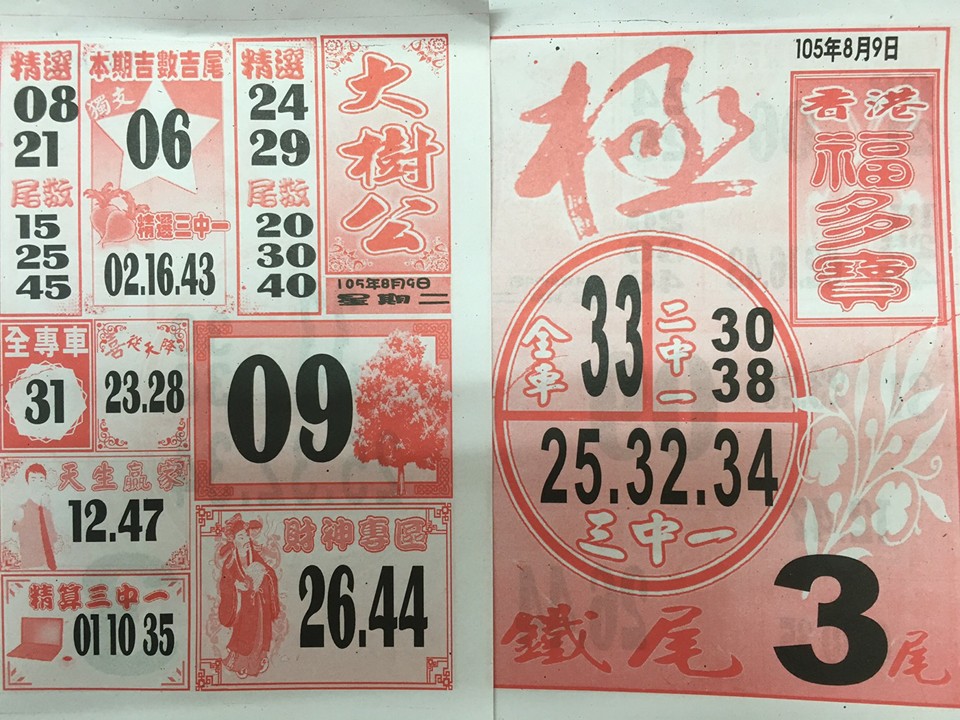 精選
08
21
尾数
15
25
45
本期吉數吉尾
獨支
06
精選二中一
02.16.43
精選
24
29
尾数
20
30
40
大樹公
105年8月9日
星期二
全專車
31
23.28
09
天生贏家
12.47
財神專區
26.44
精算三中一
01 10 35
105年8月9日
極
香港
福多寶
全車
33
二中一
30
38
25.32.34
三中一
鐵尾
3尾